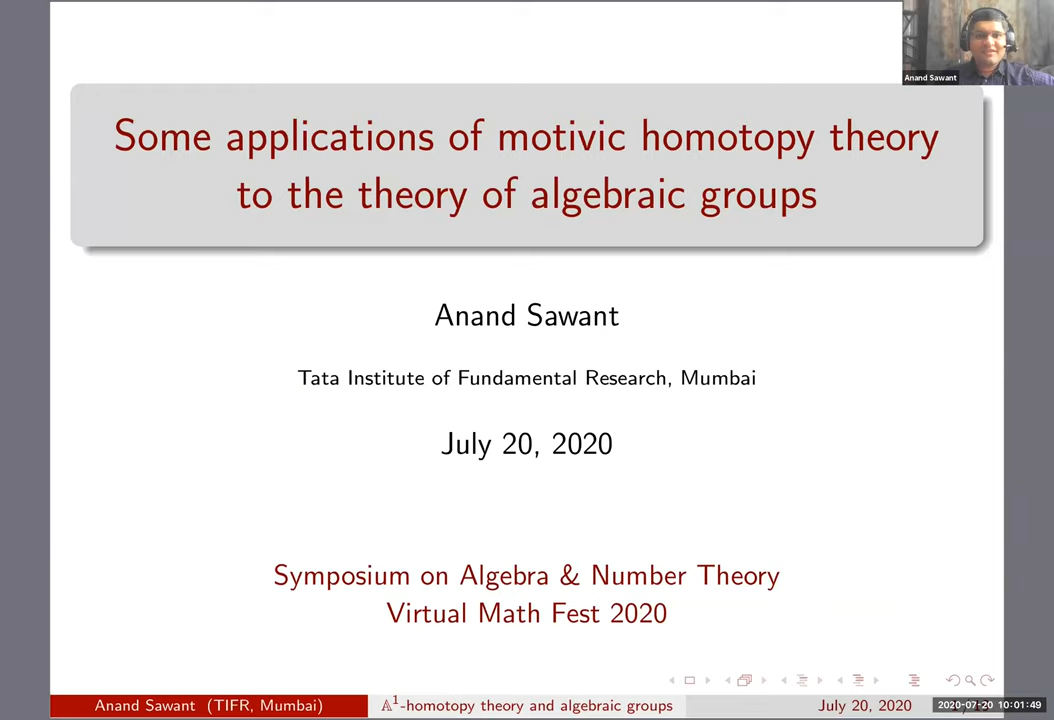 Anand Sawant
Some applications of motivic homotopy theory
to the theory of algebraic groups
Anand Sawant
Tata Institute of Fundamental Research, Mumbai
July 20, 2020
Symposium on Algebra & Number Theory
Virtual Math Fest 2020
Anand Sawant (TIFR, Mumbai)
𝔸¹-homotopy theory and algebraic groups
July 20, 2020
2020-07-20 10:01:49